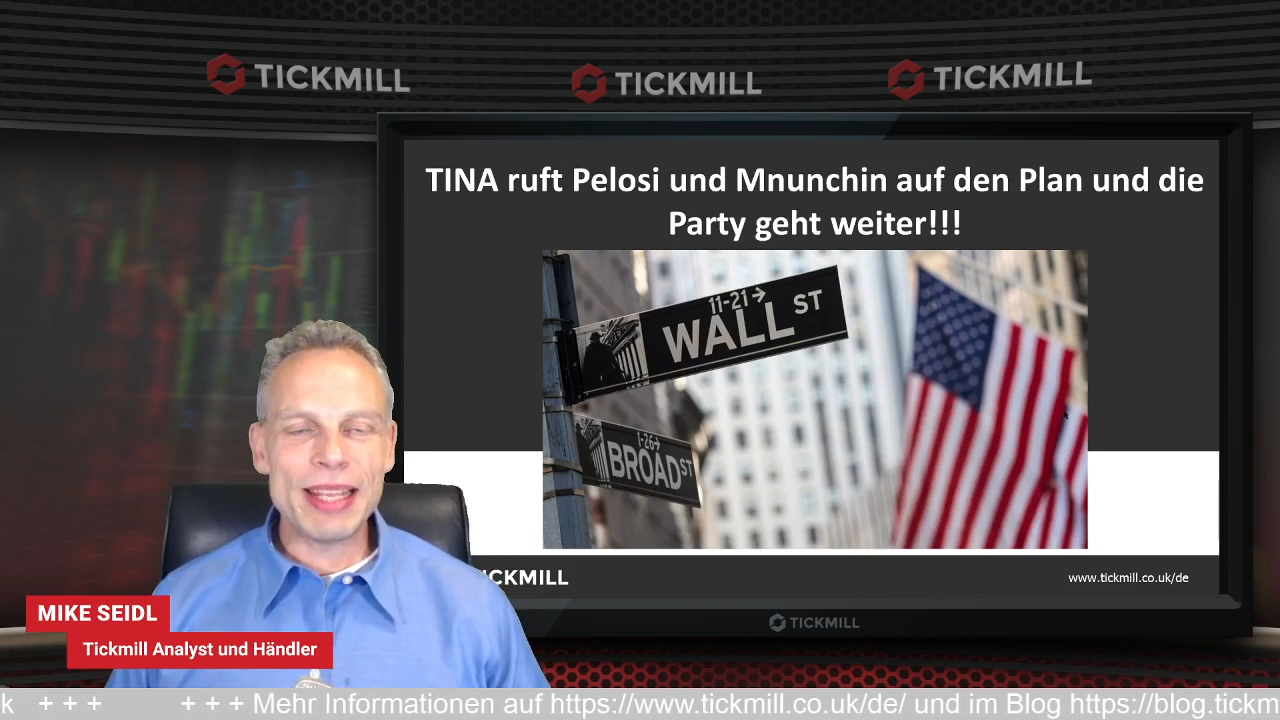 TICKMILL
TICKMILL
TICKMILL
TINA ruft Pelosi und Mnunchin auf den Plan und die
Party geht weiter!!!
11-21
WALL ST
1-26
BROAD ST
ICKMILL
www.tickmill.co.uk/de
TICKMILL
MIKE SEIDL
Tickmill Analyst und Händler
k + + + + + + Mehr Informationen auf https://www.tickmill.co.uk/de/ und im Blog https://blog.tickm